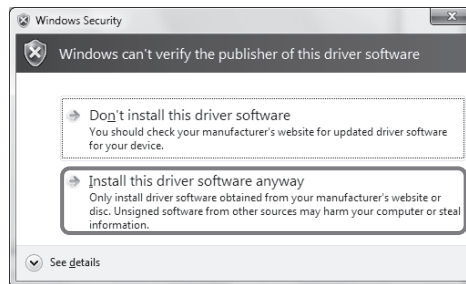 Windows Security
Windows can't verify the publisher of this driver software
Don't install this driver software
You should check your manufacturer's website for updated driver software
for your device.
Install this driver software anyway
Only install driver software obtained from your manufacturer's website or
disc. Unsigned software from other sources may harm your computer or steal
information.
See details